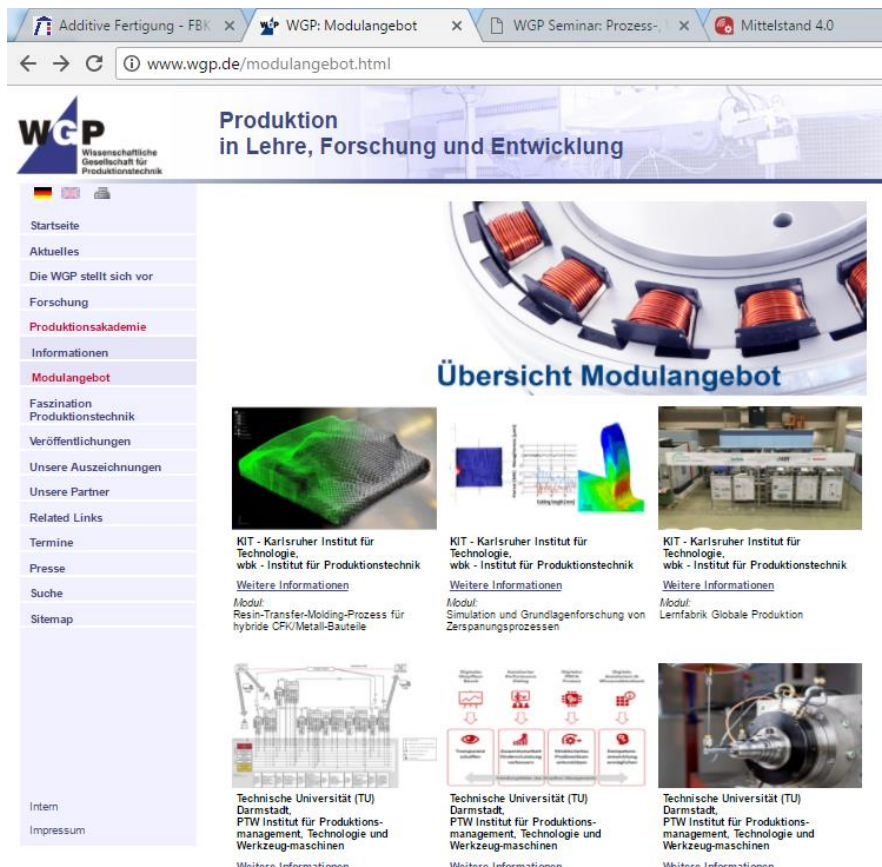 Additive Fertigung - FBK
WGP: Modulangebot
WGP Seminar: Prozess-,
Mittelstand 4.0
www.wgp.de/modulangebot.html
WGP
Wissenschaftliche
Gesellschaft für
Produktionstechnik
Produktion
in Lehre, Forschung und Entwicklung
Startseite
Aktuelles
Die WGP stellt sich vor
Forschung
Produktionsakademie
Informationen
Modulangebot
Faszination
Produktionstechnik
Veröffentlichungen
Unsere Auszeichnungen
Unsere Partner
Related Links
Termine
Presse
Suche
Sitemap
Intern
Impressum
Übersicht Modulangebot
KIT - Karlsruher Institut für
Technologie,
wbk - Institut für Produktionstechnik
Weitere Informationen
Modul:
Resin-Transfer-Molding-Prozess für
hybride CFK/Metall-Bauteile
KIT - Karlsruher Institut für
Technologie,
wbk - Institut für Produktionstechnik
Weitere Informationen
Modul:
Simulation und Grundlagenforschung von
Zerspanungsprozessen
KIT - Karlsruher Institut für
Technologie,
wbk - Institut für Produktionstechnik
Weitere Informationen
Modul:
Lernfabrik Globale Produktion
Technische Universität (TU)
Darmstadt,
PTW Institut für Produktions-
management, Technologie und
Werkzeug-maschinen
Weitere Informationen
Technische Universität (TU)
Darmstadt,
PTW Institut für Produktions-
management, Technologie und
Werkzeug-maschinen
Weitere Informationen
Technische Universität (TU)
Darmstadt,
PTW Institut für Produktions-
management, Technologie und
Werkzeug-maschinen
Weitere Informationen